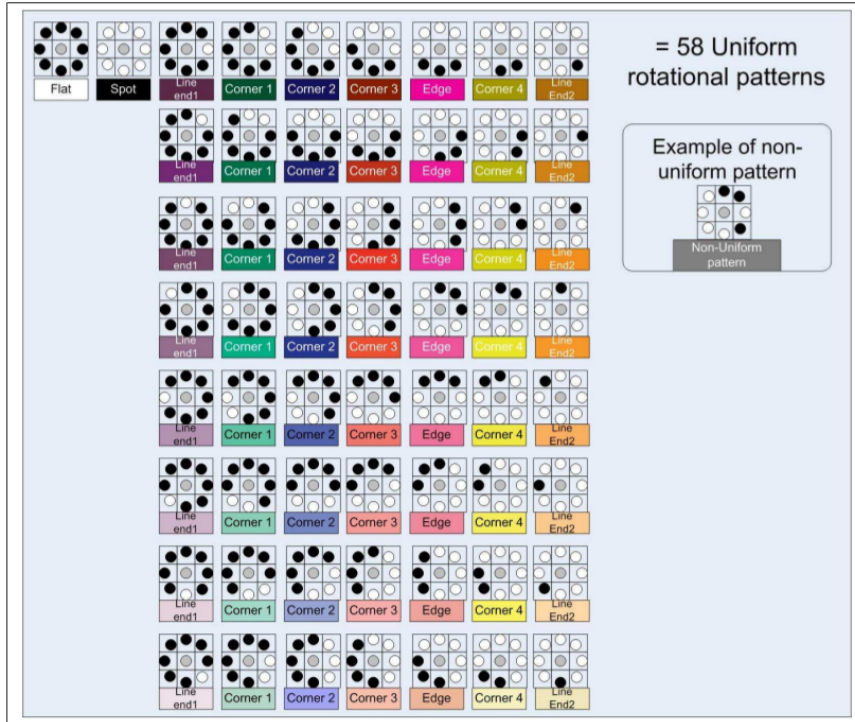 = 58 Uniform
rotational patterns
Flat
Spot
Line
end1
Corner 1
Corner 2
Corner 3
Edge
Corner 4
Line
End2
Line
end1
Corner 1
Corner 2
Corner 3
Edge
Corner 4
Line
End2
Example of non-
uniform pattern
Non-Uniform
pattern
Line
end1
Corner 1
Corner 2
Corner 3
Edge
Corner 4
Line
End2
Line
end1
Corner 1
Corner 2
Corner 3
Edge
Corner 4
Line
End2
Line
end1
Corner 1
Corner 2
Corner 3
Edge
Corner 4
Line
End2
Line
end1
Corner 1
Corner 2
Corner 3
Edge
Corner 4
Line
End2
Line
end1
Corner 1
Corner 2
Corner 3
Edge
Corner 4
Line
End2
Line
end1
Corner 1
Corner 2
Corner 3
Edge
Corner 4
Line
End2